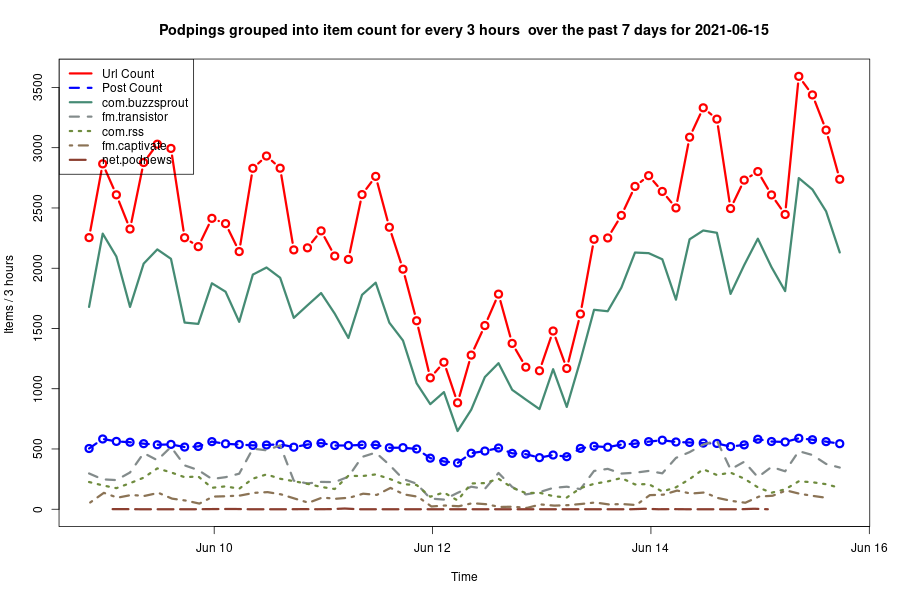 Podpings grouped into item count for every 3 hours  over the past 7 days for 2021-06-15
Url Count
Post Count
com.buzzsprout
fm.transistor
com.rss
fm.captivate
net.podnews
3500
3000
2500
2000
1500
1000
500
0
Items / 3 hours
Jun 10
Jun 12
Jun 14
Jun 16
Time